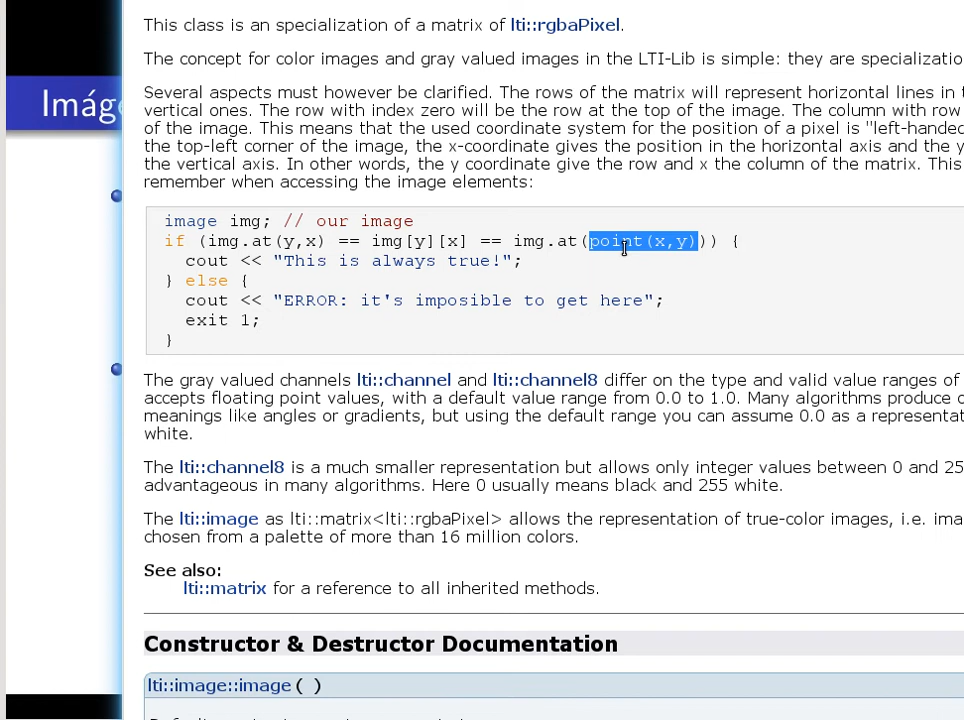 This class is an specialization of a matrix of lti::rgbaPixel.
The concept for color images and gray valued images in the LTI-Lib is simple: they are specializatio
Imáge
Several aspects must however be clarified. The rows of the matrix will represent horizontal lines in t
vertical ones. The row with index zero will be the row at the top of the image. The column with row
of the image. This means that the used coordinate system for the position of a pixel is "left-handed
the top-left corner of the image, the x-coordinate gives the position in the horizontal axis and the y
the vertical axis. In other words, the y coordinate give the row and x the column of the matrix. This
remember when accessing the image elements:
image img; // our image
if (img.at(y,x) == img[y][x] == img.at(point(x,y))) {
cout << "This is always true!";
} else {
cout << "ERROR: it's imposible to get here";
exit 1;
}
The gray valued channels lti::channel and lti::channel8 differ on the type and valid value ranges of
accepts floating point values, with a default value range from 0.0 to 1.0. Many algorithms produce o
meanings like angles or gradients, but using the default range you can assume 0.0 as a representat
white.
The lti::channel8 is a much smaller representation but allows only integer values between 0 and 25
advantageous in many algorithms. Here 0 usually means black and 255 white.
The lti::image as lti::matrix<lti::rgbaPixel> allows the representation of true-color images, i.e. ima
chosen from a palette of more than 16 million colors.
See also:
lti::matrix for a reference to all inherited methods.
Constructor & Destructor Documentation
lti::image::image ( )